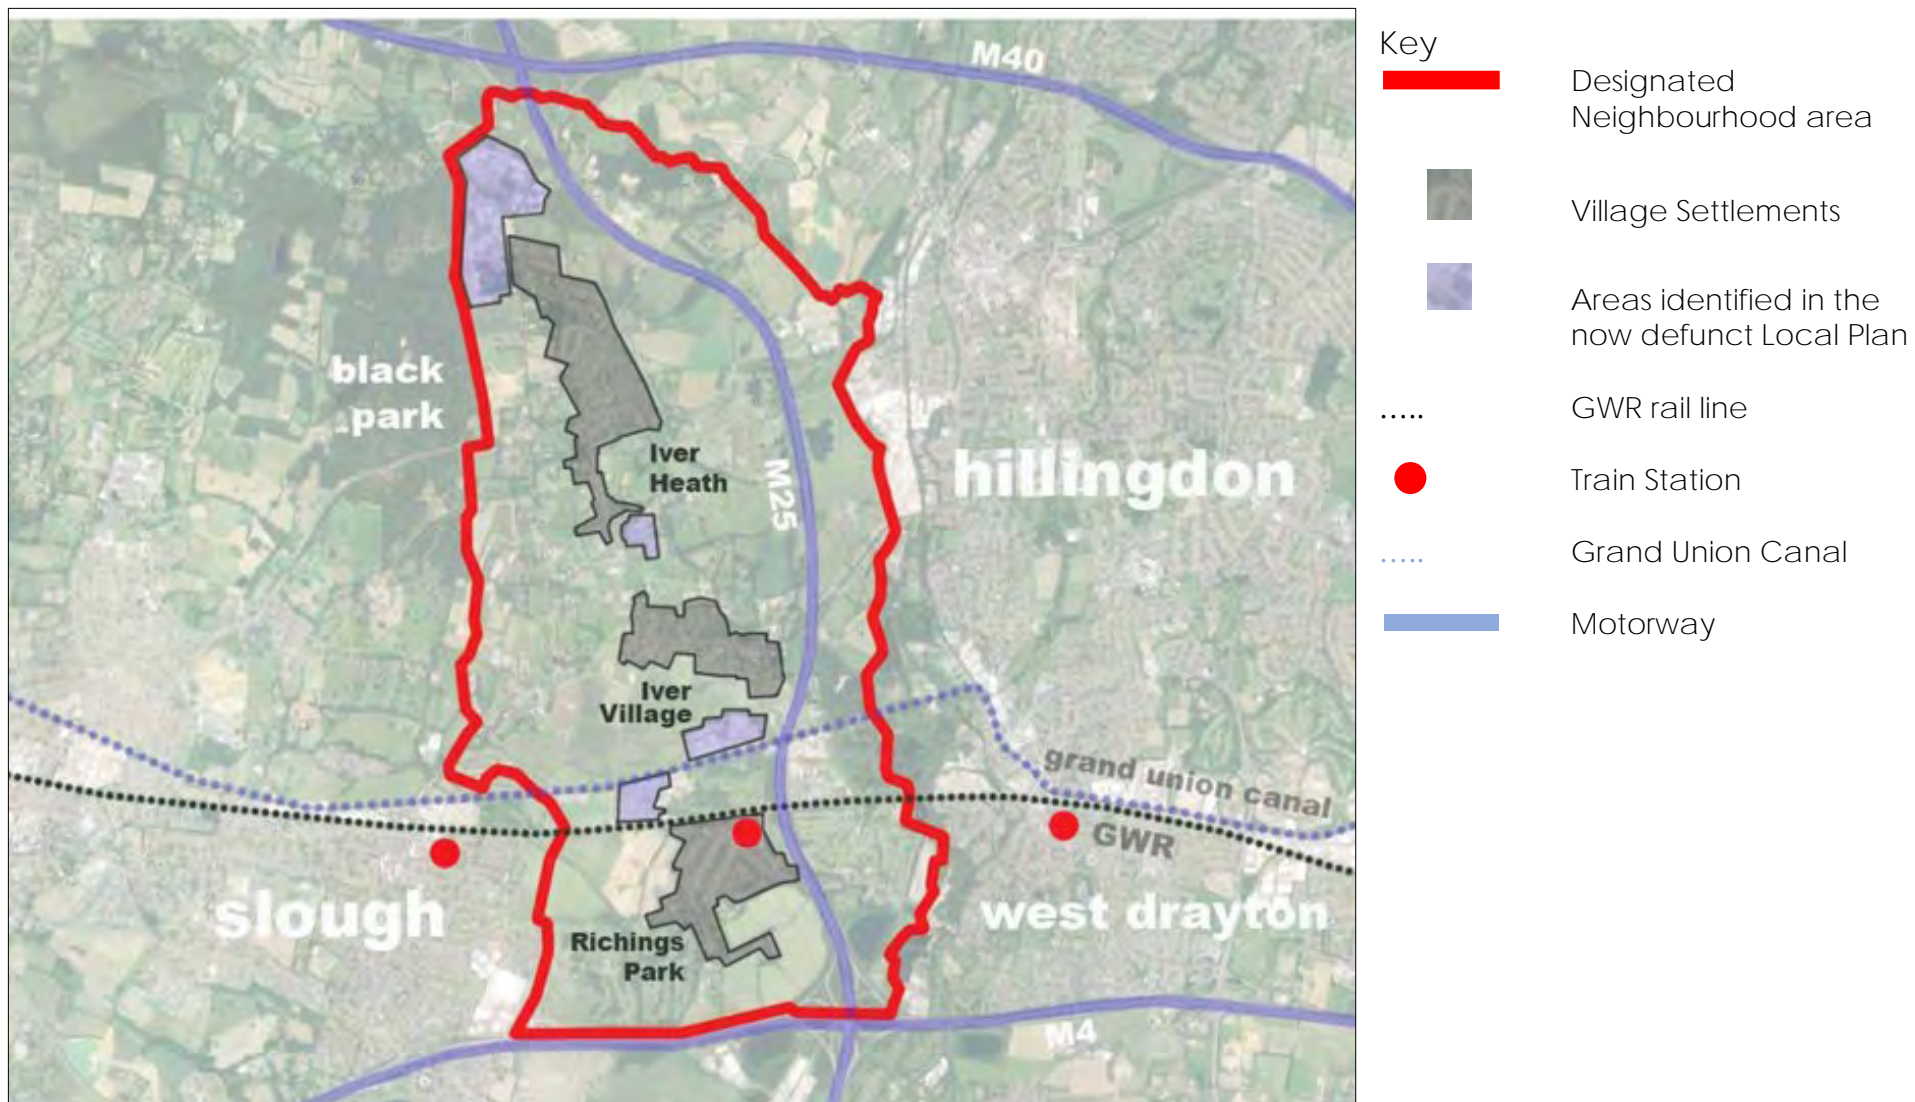 M40
black
park
Iver
Heath
M25
hillingdon
Iver
Village
grand union canal
GWR
slough
west drayton
Richings
Park
M4
Key
Designated
Neighbourhood area
Village Settlements
Areas identified in the
now defunct Local Plan
GWR rail line
Train Station
Grand Union Canal
Motorway